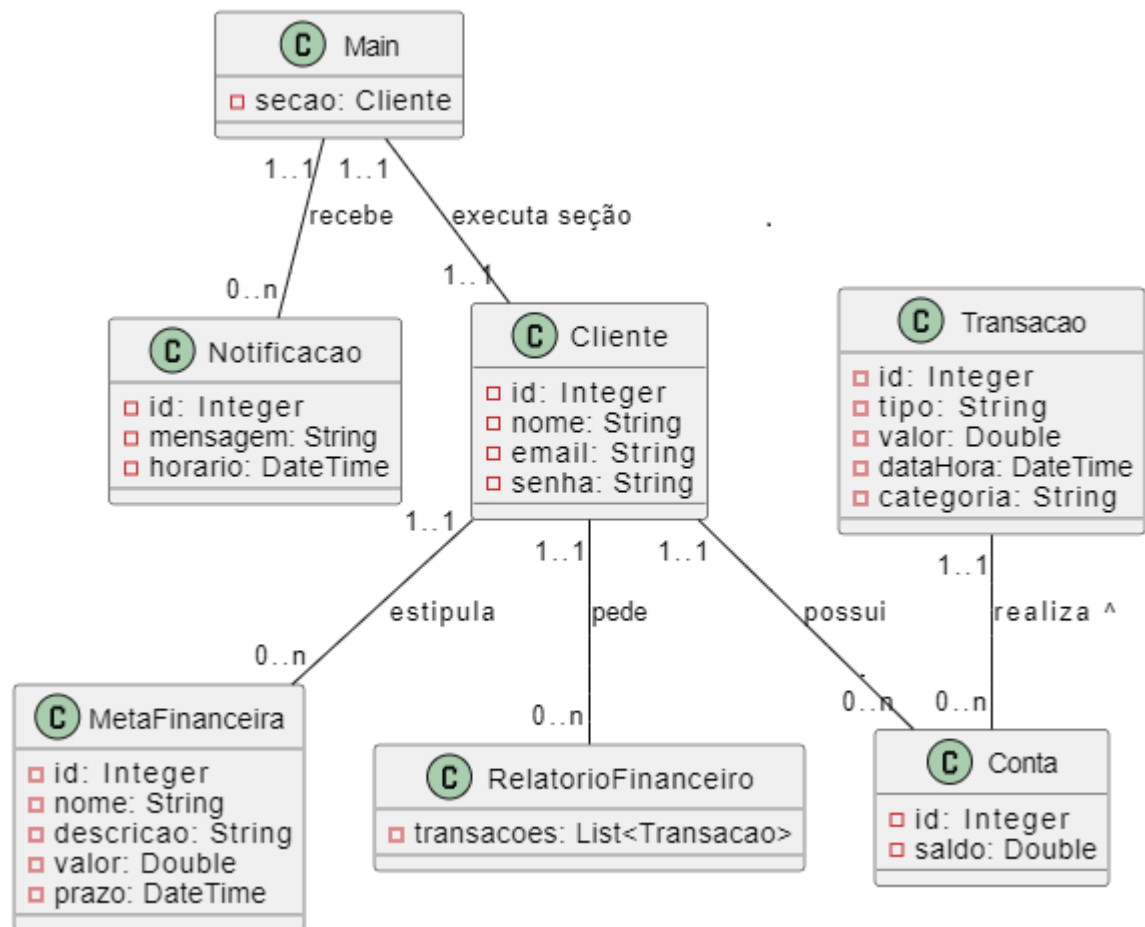 C Main
secao: Cliente
1..1
1..1
recebe
executa seção
0..n
1..1
C Notificacao
id: Integer
mensagem: String
horario: DateTime
C Cliente
id: Integer
nome: String
email: String
senha: String
C Transacao
id: Integer
tipo: String
valor: Double
dataHora: DateTime
categoria: String
1..1
1..1
1..1
1..1
estipula
pede
possui
realiza ^
0..n
0..n
0..n
0..n
C MetaFinanceira
id: Integer
nome: String
descricao: String
valor: Double
prazo: DateTime
C RelatorioFinanceiro
transacoes: List<Transacao>
C Conta
id: Integer
saldo: Double